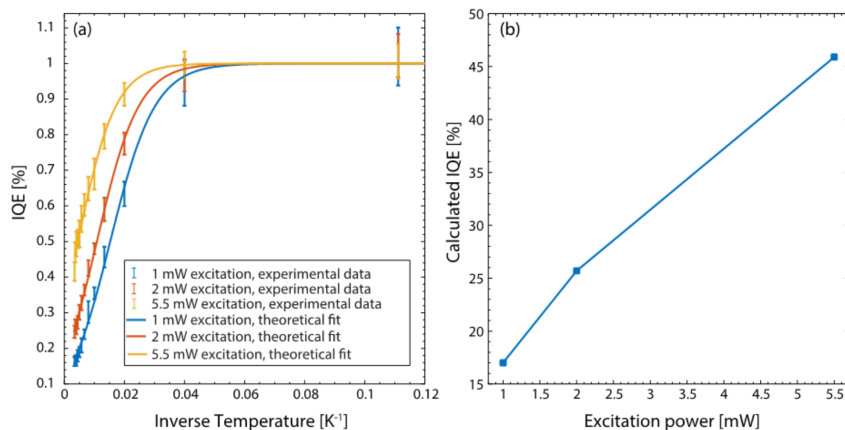 (a)
1.1
1
0.9
0.8
0.7
0.6
0.5
0.4
0.3
0.2
0.1
IQE [%]
1 mW excitation, experimental data
2 mW excitation, experimental data
5.5 mW excitation, experimental data
1 mW excitation, theoretical fit
2 mW excitation, theoretical fit
5.5 mW excitation, theoretical fit
0 0.02 0.04 0.06 0.08 0.1 0.12
Inverse Temperature [K⁻¹]
(b)
50
45
40
35
30
25
20
15
Calculated IQE [%]
1 1.5 2 2.5 3 3.5 4 4.5 5 5.5
Excitation power [mW]